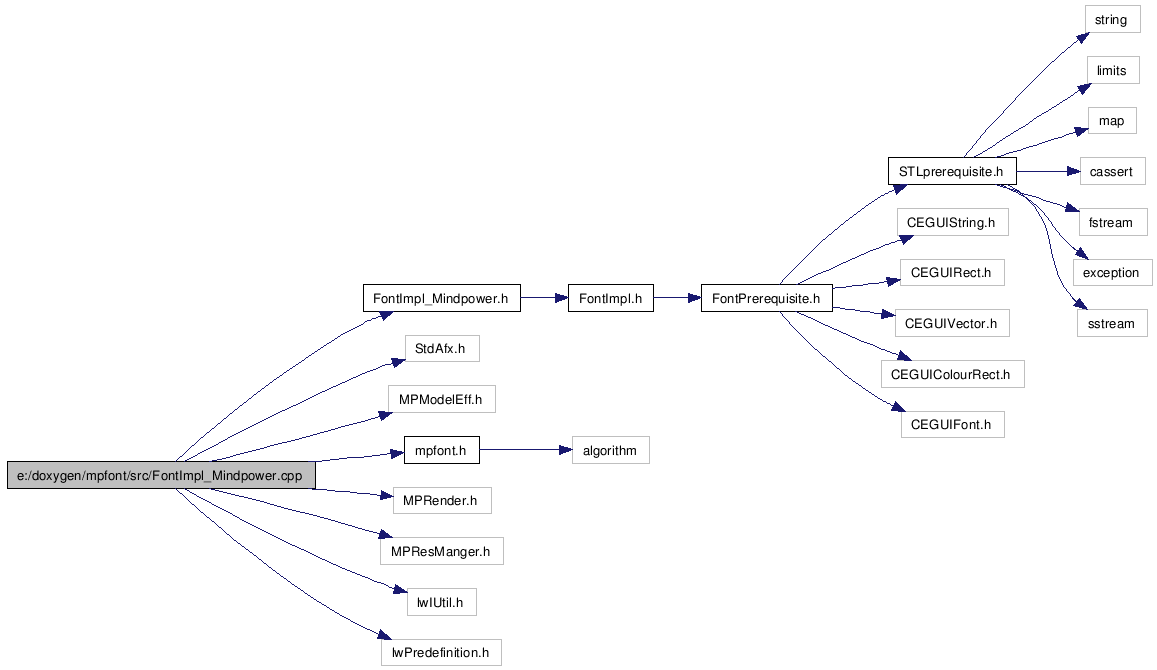 string
limits
map
STLprerequisite.h
cassert
CEGUIString.h
fstream
CEGUIRect.h
exception
FontImpl_Mindpower.h
FontImpl.h
FontPrerequisite.h
CEGUIVector.h
sstream
StdAfx.h
CEGUIColourRect.h
MPModelEff.h
CEGUIFont.h
mpfont.h
algorithm
e:/doxygen/mpfont/src/FontImpl_Mindpower.cpp
MPRender.h
MPResManger.h
lwIUtil.h
lwPredefinition.h